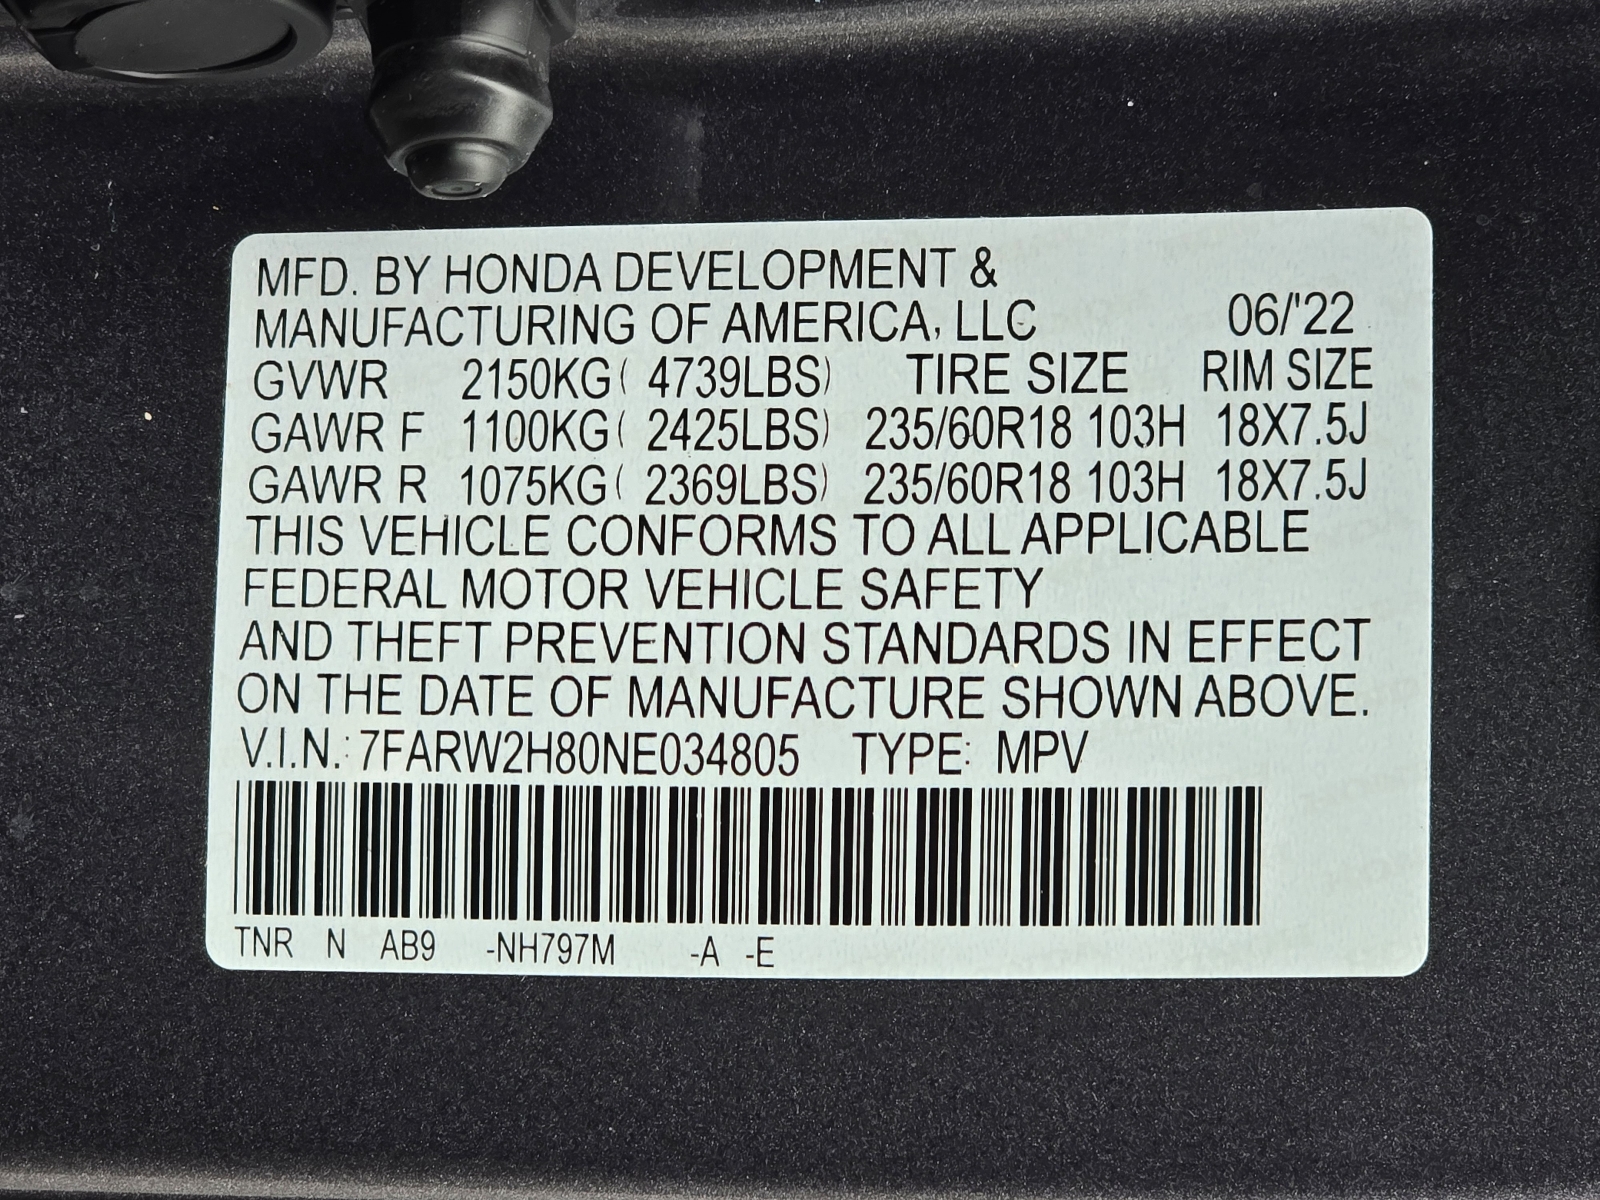 MFD. BY HONDA DEVELOPMENT &
MANUFACTURING OF AMERICA, LLC 06/'22
GVWR 2150KG( 4739LBS) TIRE SIZE RIM SIZE
GAWR F 1100KG( 2425LBS) 235/60R18 103H 18X7.5J
GAWR R 1075KG( 2369LBS) 235/60R18 103H 18X7.5J
THIS VEHICLE CONFORMS TO ALL APPLICABLE
FEDERAL MOTOR VEHICLE SAFETY
AND THEFT PREVENTION STANDARDS IN EFFECT
ON THE DATE OF MANUFACTURE SHOWN ABOVE.
V.I.N.: 7FARW2H80NE034805 TYPE: MPV
TNR N AB9 -NH797M -A -E